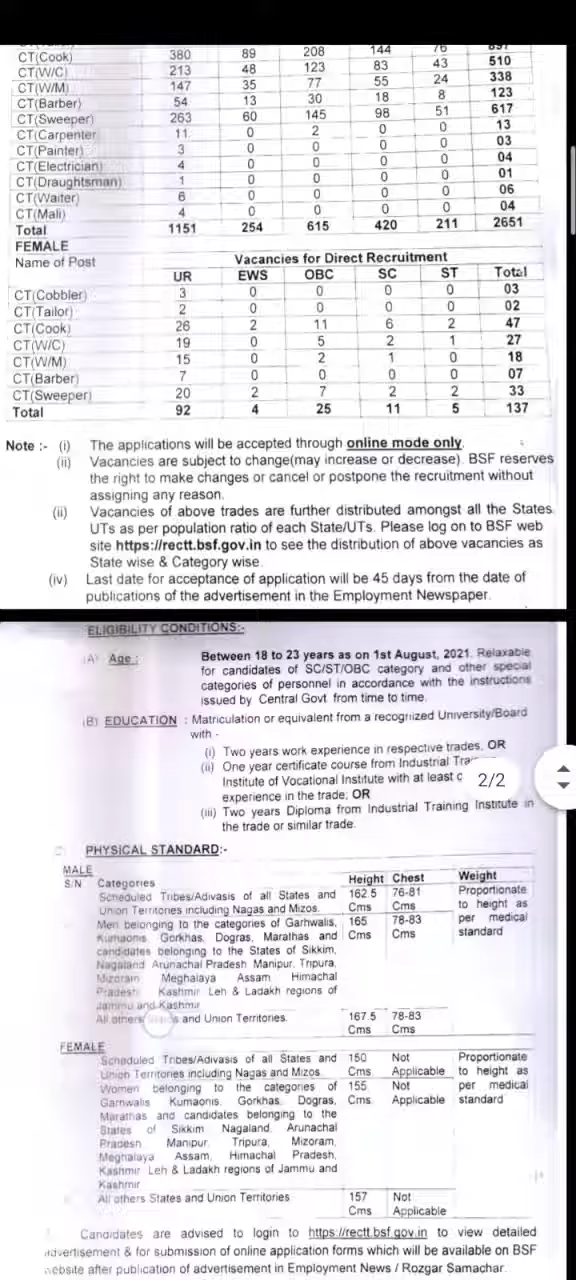 CT(Cook) 380 89 208 144 76 897
CT(W/C) 213 48 123 83 43 510
CT(W/M) 147 35 77 55 24 338
CT(Barber) 54 13 30 18 8 123
CT(Sweeper) 263 60 145 98 51 617
CT(Carpenter) 11 0 2 0 0 13
CT(Painter) 3 0 0 0 0 03
CT(Electrician) 4 0 0 0 0 04
CT(Draughtsman) 1 0 0 0 0 01
CT(Waiter) 6 0 0 0 0 06
CT(Mali) 4 0 0 0 0 04
Total 1151 254 615 420 211 2651
FEMALE
Name of Post Vacancies for Direct Recruitment
UR EWS OBC SC ST Total
CT(Cobbler) 3 0 0 0 0 03
CT(Tailor) 2 0 0 0 0 02
CT(Cook) 26 2 11 6 2 47
CT(W/C) 19 0 5 2 1 27
CT(W/M) 15 0 2 1 0 18
CT(Barber) 7 0 0 0 0 07
CT(Sweeper) 20 2 7 2 2 33
Total 92 4 25 11 5 137
Note :- (i) The applications will be accepted through online mode only.
(ii) Vacancies are subject to change(may increase or decrease). BSF reserves
the right to make changes or cancel or postpone the recruitment without
assigning any reason.
(ii) Vacancies of above trades are further distributed amongst all the States
UTs as per population ratio of each State/UTs. Please log on to BSF web
site https://rectt.bsf.gov.in to see the distribution of above vacancies as
State wise & Category wise.
(iv) Last date for acceptance of application will be 45 days from the date of
publications of the advertisement in the Employment Newspaper.
ELIGIBILITY CONDITIONS:-
(A) Age : Between 18 to 23 years as on 1st August, 2021. Relaxable
for candidates of SC/ST/OBC category and other special
categories of personnel in accordance with the instructions
issued by Central Govt from time to time.
(B) EDUCATION : Matriculation or equivalent from a recognized University/Board
with -
(i) Two years work experience in respective trades, OR
(ii) One year certificate course from Industrial
Institute of Vocational Institute with at least
2/2
experience in the trade; OR
(iii) Two years Diploma from Industrial Training Institute in
the trade or similar trade.
PHYSICAL STANDARD:-
MALE
S/N Categories Height Chest Weight
Scheduled Tribes/Adivasis of all States and 162.5 76-81 Proportionate
Union Territories including Nagas and Mizos. Cms Cms to height as
Men belonging to the categories of Garhwalis, 165 78-83 per medical
Kumaonis Gorkhas, Dogras, Marathas and Cms Cms standard
candidates belonging to the States of Sikkim,
Nagaland Arunachal Pradesh Manipur, Tripura,
Mizoram Meghalaya Assam Himachal
Pradesh Kashmir Leh & Ladakh regions of
Jammu and Kashmir
All others States and Union Territories. 167.5 78-83
Cms Cms
FEMALE
Scheduled Tribes/Adivasis of all States and 150 Not Proportionate
Union Territories including Nagas and Mizos Cms Applicable to height as
Women belonging to the categories of 155 Not per medical
Garhwalis Kumaonis, Gorkhas, Dogras, Cms Applicable standard
Marathas and candidates belonging to the
States of Sikkim Nagaland Arunachal
Pradesh Manipur Tripura, Mizoram,
Meghalaya Assam, Himachal Pradesh,
Kashmir Leh & Ladakh regions of Jammu and
Kashmir
All others States and Union Territories 157 Not
Cms Applicable
Candidates are advised to login to https://rectt.bsf.gov.in to view detailed
advertisement & for submission of online application forms which will be available on BSF
website after publication of advertisement in Employment News / Rozgar Samachar.